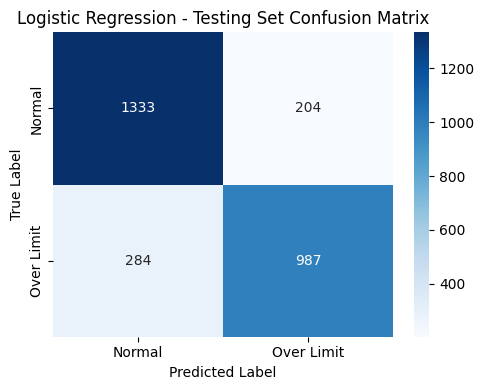 Logistic Regression - Testing Set Confusion Matrix
True Label
Normal
Over Limit
1333
204
284
987
Normal
Over Limit
Predicted Label
1200
1000
800
600
400